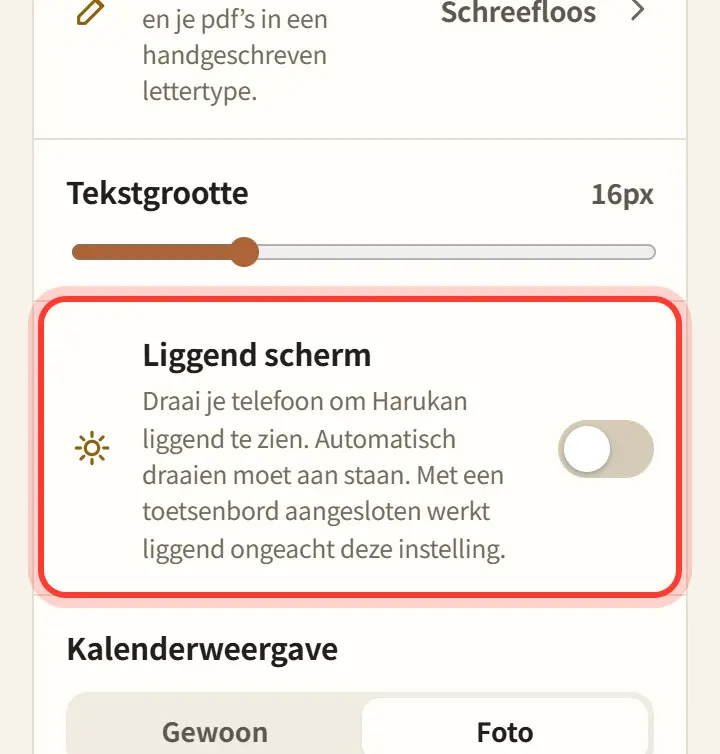 en je pdf’s in een
handgeschreven
lettertype.
Schreefloos
Tekstgrootte
16px
Liggend scherm
Draai je telefoon om Harukan
liggend te zien. Automatisch
draaien moet aan staan. Met een
toetsenbord aangesloten werkt
liggend ongeacht deze instelling.
Kalenderweergave
Gewoon
Foto